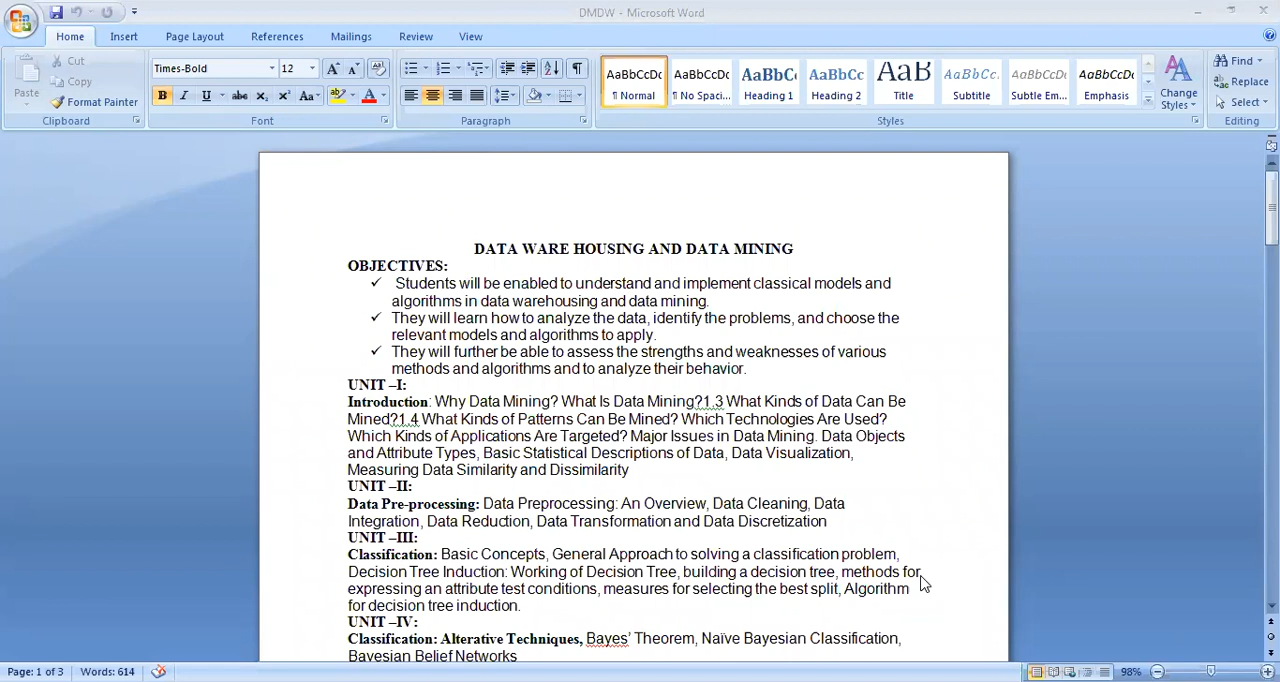 DMDW - Microsoft Word
Home Insert Page Layout References Mailings Review View
Paste
Cut
Copy
Format Painter
Clipboard
Times-Bold 12
B I U abc X₂ X² Aa A
Font
Paragraph
AaBbCcDc AaBbCcDc AaBbC AaBbCc AaB AaBbCc. AaBbCcDc AaBbCcDc
¶ Normal ¶ No Spaci... Heading 1 Heading 2 Title Subtitle Subtle Em... Emphasis
Change Styles
Styles
Find
Replace
Select
Editing
DATA WARE HOUSING AND DATA MINING
OBJECTIVES:
✓ Students will be enabled to understand and implement classical models and
algorithms in data warehousing and data mining.
✓ They will learn how to analyze the data, identify the problems, and choose the
relevant models and algorithms to apply.
✓ They will further be able to assess the strengths and weaknesses of various
methods and algorithms and to analyze their behavior.
UNIT –I:
Introduction: Why Data Mining? What Is Data Mining?1.3 What Kinds of Data Can Be
Mined?1.4 What Kinds of Patterns Can Be Mined? Which Technologies Are Used?
Which Kinds of Applications Are Targeted? Major Issues in Data Mining. Data Objects
and Attribute Types, Basic Statistical Descriptions of Data, Data Visualization,
Measuring Data Similarity and Dissimilarity
UNIT –II:
Data Pre-processing: Data Preprocessing: An Overview, Data Cleaning, Data
Integration, Data Reduction, Data Transformation and Data Discretization
UNIT –III:
Classification: Basic Concepts, General Approach to solving a classification problem,
Decision Tree Induction: Working of Decision Tree, building a decision tree, methods for
expressing an attribute test conditions, measures for selecting the best split, Algorithm
for decision tree induction.
UNIT –IV:
Classification: Alterative Techniques, Bayes' Theorem, Naïve Bayesian Classification,
Bayesian Belief Networks
Page: 1 of 3 Words: 614 98%